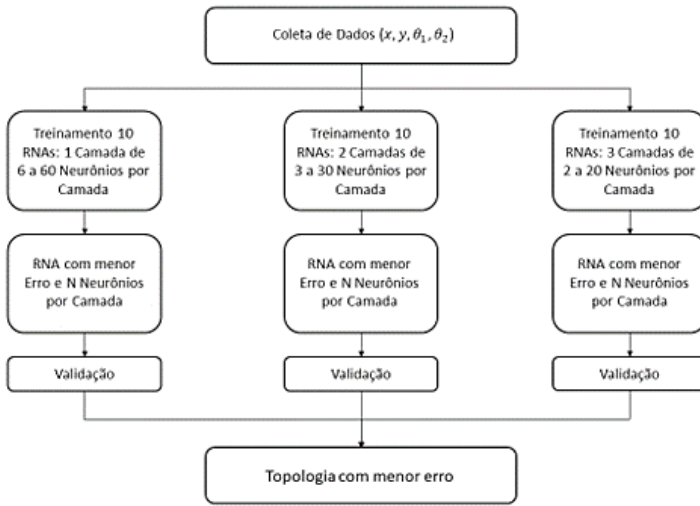 Coleta de Dados (x, y, θ₁, θ₂)
Treinamento 10
RNAs: 1 Camada de
6 a 60 Neurônios por
Camada
Treinamento 10
RNAs: 2 Camadas de
3 a 30 Neurônios por
Camada
Treinamento 10
RNAs: 3 Camadas de
2 a 20 Neurônios por
Camada
RNA com menor
Erro e N Neurônios
por Camada
RNA com menor
Erro e N Neurônios
por Camada
RNA com menor
Erro e N Neurônios
por Camada
Validação
Validação
Validação
Topologia com menor erro